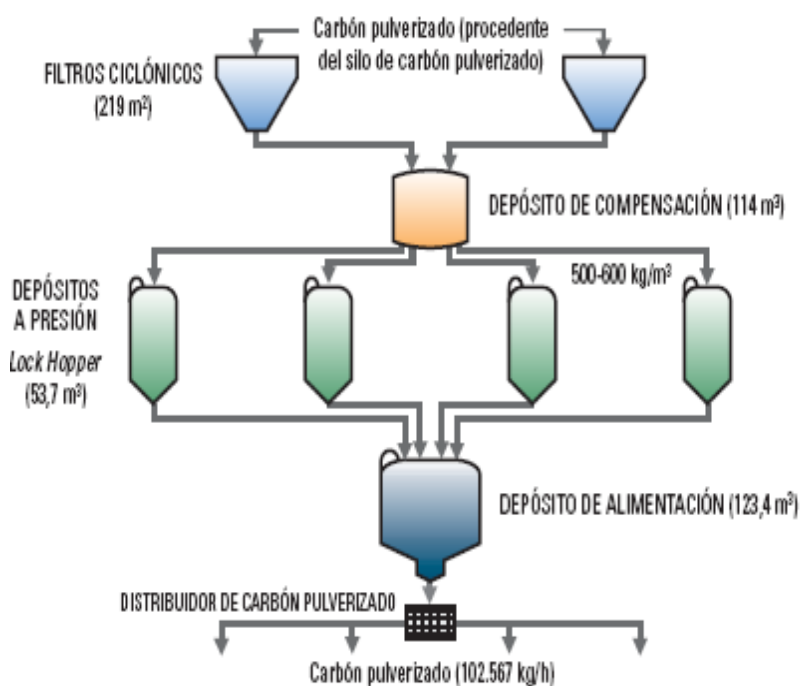 Carbón pulverizado (procedente
del silo de carbón pulverizado)
FILTROS CICLÓNICOS
(219 m²)
DEPÓSITO DE COMPENSACIÓN (114 m³)
500-600 kg/m³
DEPÓSITOS
A PRESIÓN
Lock Hopper
(53,7 m³)
DEPÓSITO DE ALIMENTACIÓN (123,4 m³)
DISTRIBUIDOR DE CARBÓN PULVERIZADO
Carbón pulverizado (102.567 kg/h)